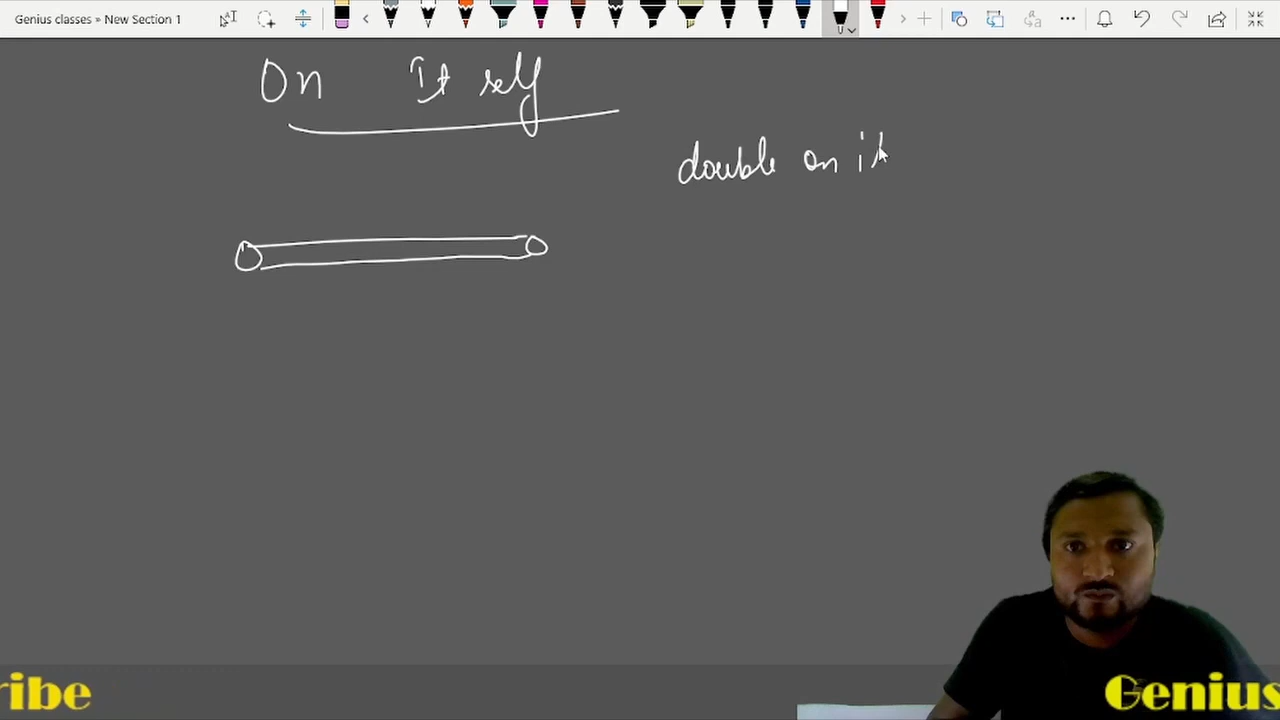 Genius classes » New Section 1
On It self
double on it
ribe
Genius